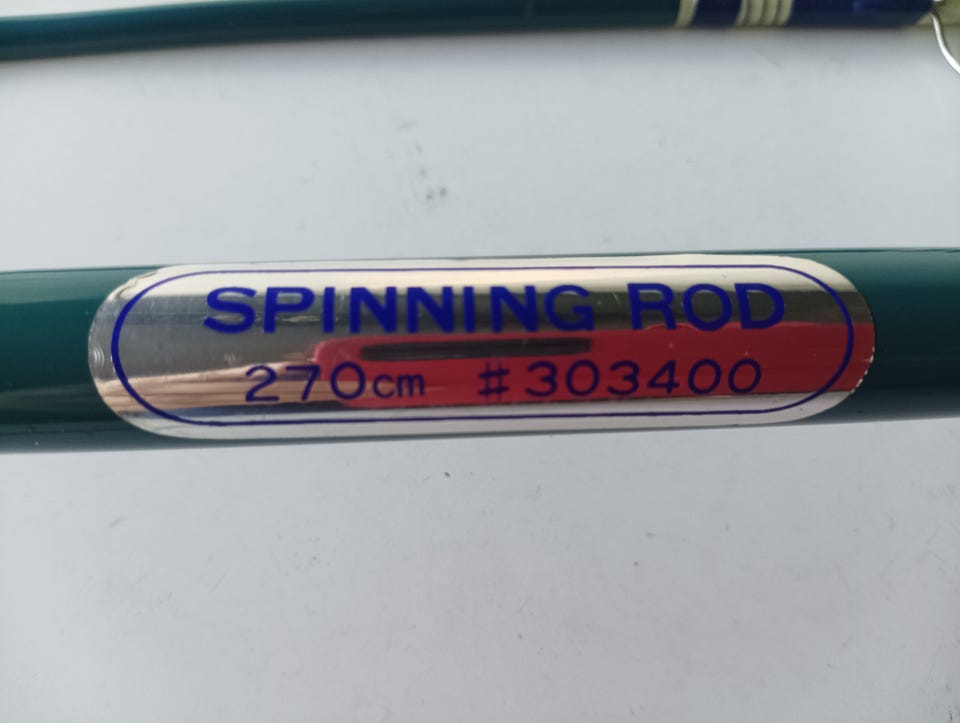 SPINNING ROD
270cm #303400